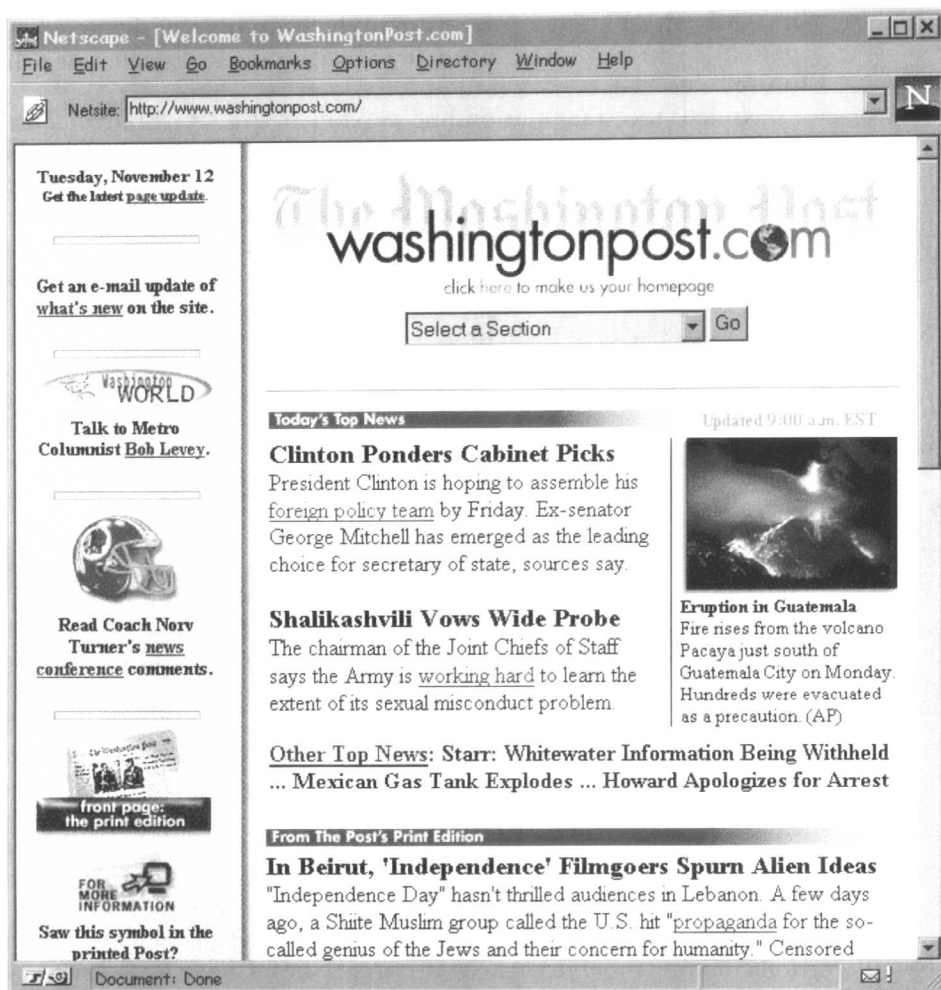 Netscape - [Welcome to WashingtonPost.com]
File Edit View Go Bookmarks Options Directory Window Help
Netsite: http://www.washingtonpost.com/
N
Tuesday, November 12
Get the latest page update.
Get an e-mail update of
what's new on the site.
Washington
WORLD
Talk to Metro
Columnist Bob Levey.
Read Coach Norv
Turner's news
conference comments.
The Washington Post
front page:
the print edition
FOR
MORE
INFORMATION
Saw this symbol in the
printed Post?
The Washington Post
washingtonpost.com
click here to make us your homepage
Select a Section
Go
Today's Top News
Updated 9:00 a.m. EST
Clinton Ponders Cabinet Picks
President Clinton is hoping to assemble his
foreign policy team by Friday. Ex-senator
George Mitchell has emerged as the leading
choice for secretary of state, sources say.
Shalikashvili Vows Wide Probe
The chairman of the Joint Chiefs of Staff
says the Army is working hard to learn the
extent of its sexual misconduct problem.
Eruption in Guatemala
Fire rises from the volcano
Pacaya just south of
Guatemala City on Monday.
Hundreds were evacuated
as a precaution. (AP)
Other Top News: Starr: Whitewater Information Being Withheld
... Mexican Gas Tank Explodes ... Howard Apologizes for Arrest
From The Post's Print Edition
In Beirut, 'Independence' Filmgoers Spurn Alien Ideas
"Independence Day" hasn't thrilled audiences in Lebanon. A few days
ago, a Shiite Muslim group called the U.S. hit "propaganda for the so-
called genius of the Jews and their concern for humanity." Censored
Document: Done